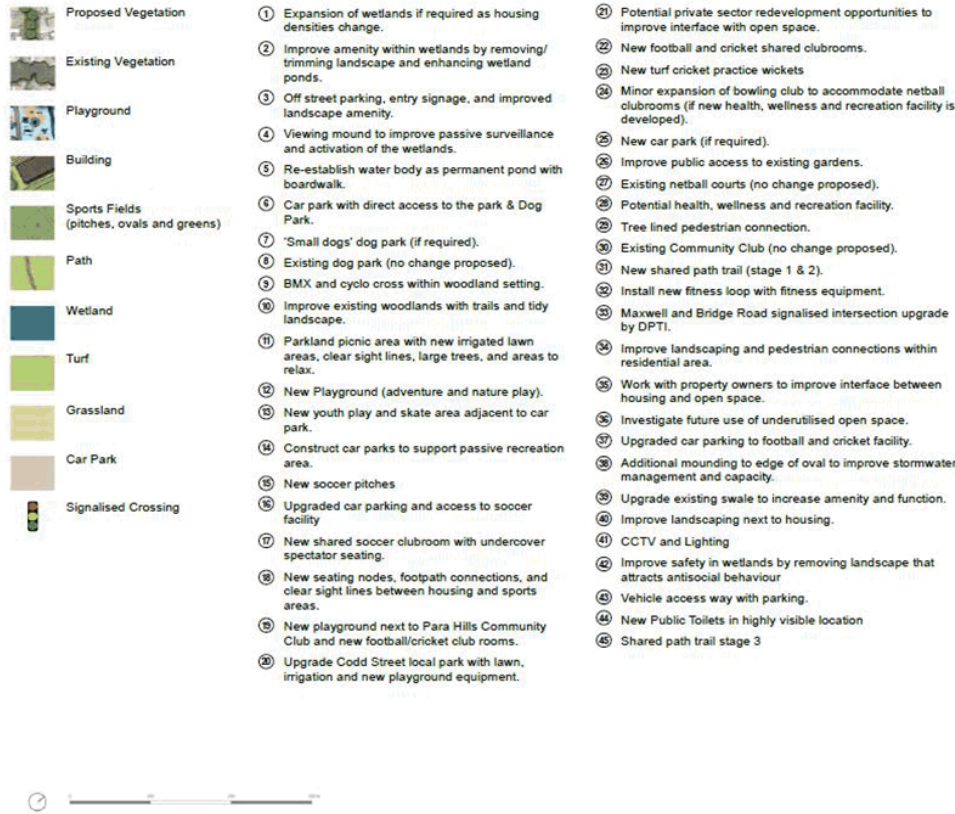 Proposed Vegetation
Existing Vegetation
Playground
Building
Sports Fields
(pitches, ovals and greens)
Path
Wetland
Turf
Grassland
Car Park
Signalised Crossing
1 Expansion of wetlands if required as housing
densities change.
2 Improve amenity within wetlands by removing/
trimming landscape and enhancing wetland
ponds.
3 Off street parking, entry signage, and improved
landscape amenity.
4 Viewing mound to improve passive surveillance
and activation of the wetlands.
5 Re-establish water body as permanent pond with
boardwalk.
6 Car park with direct access to the park & Dog
Park.
7 'Small dogs' dog park (if required).
8 Existing dog park (no change proposed).
9 BMX and cyclo cross within woodland setting.
10 Improve existing woodlands with trails and tidy
landscape.
11 Parkland picnic area with new irrigated lawn
areas, clear sight lines, large trees, and areas to
relax.
12 New Playground (adventure and nature play).
13 New youth play and skate area adjacent to car
park.
14 Construct car parks to support passive recreation
area.
15 New soccer pitches
16 Upgraded car parking and access to soccer
facility
17 New shared soccer clubroom with undercover
spectator seating.
18 New seating nodes, footpath connections, and
clear sight lines between housing and sports
areas.
19 New playground next to Para Hills Community
Club and new football/cricket club rooms.
20 Upgrade Codd Street local park with lawn,
irrigation and new playground equipment.
21 Potential private sector redevelopment opportunities to
improve interface with open space.
22 New football and cricket shared clubrooms.
23 New turf cricket practice wickets
24 Minor expansion of bowling club to accommodate netball
clubrooms (if new health, wellness and recreation facility is
developed).
25 New car park (if required).
26 Improve public access to existing gardens.
27 Existing netball courts (no change proposed).
28 Potential health, wellness and recreation facility.
29 Tree lined pedestrian connection.
30 Existing Community Club (no change proposed).
31 New shared path trail (stage 1 & 2).
32 Install new fitness loop with fitness equipment.
33 Maxwell and Bridge Road signalised intersection upgrade
by DPTI.
34 Improve landscaping and pedestrian connections within
residential area.
35 Work with property owners to improve interface between
housing and open space.
36 Investigate future use of underutilised open space.
37 Upgraded car parking to football and cricket facility.
38 Additional mounding to edge of oval to improve stormwater
management and capacity.
39 Upgrade existing swale to increase amenity and function.
40 Improve landscaping next to housing.
41 CCTV and Lighting
42 Improve safety in wetlands by removing landscape that
attracts antisocial behaviour
43 Vehicle access way with parking.
44 New Public Toilets in highly visible location
45 Shared path trail stage 3